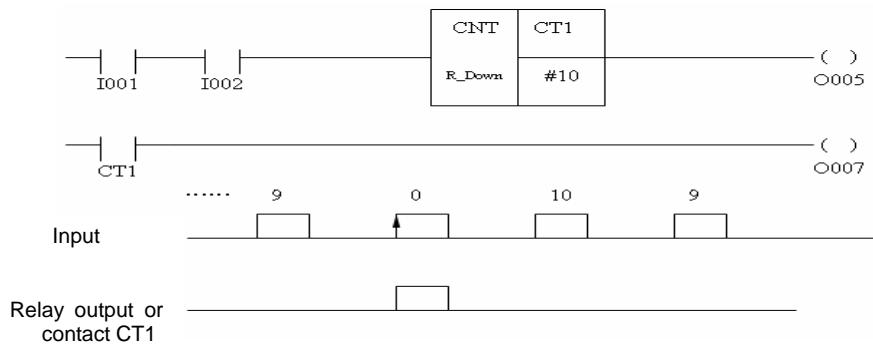 CNT CT1
R_Down #10
I001 I002 O005
CT1 O007
...... 9 0 10 9
Input
Relay output or
contact CT1